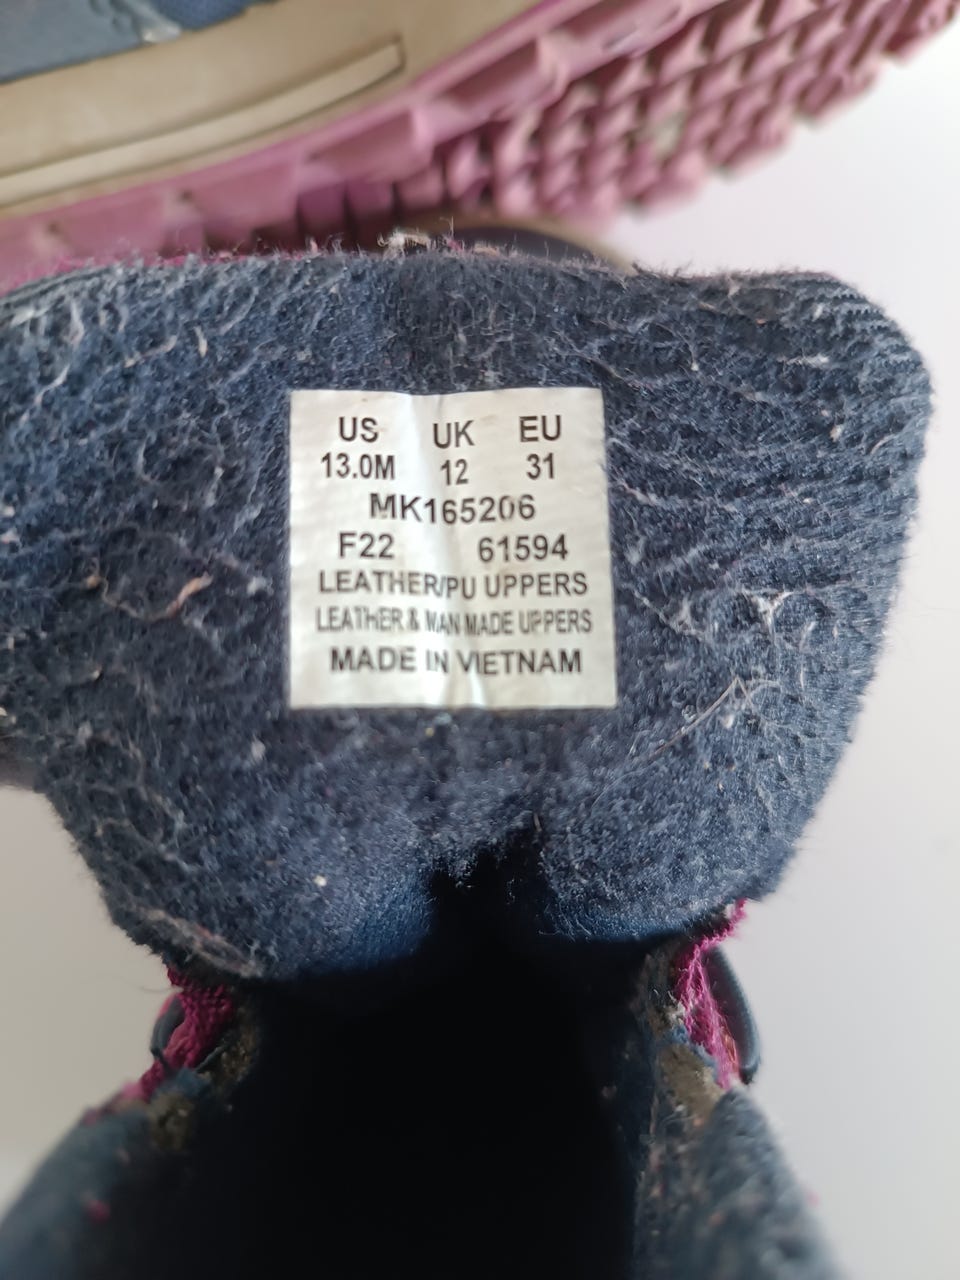 US UK EU
13.0M 12 31
MK165206
F22 61594
LEATHER/PU UPPERS
LEATHER & MAN MADE UPPERS
MADE IN VIETNAM